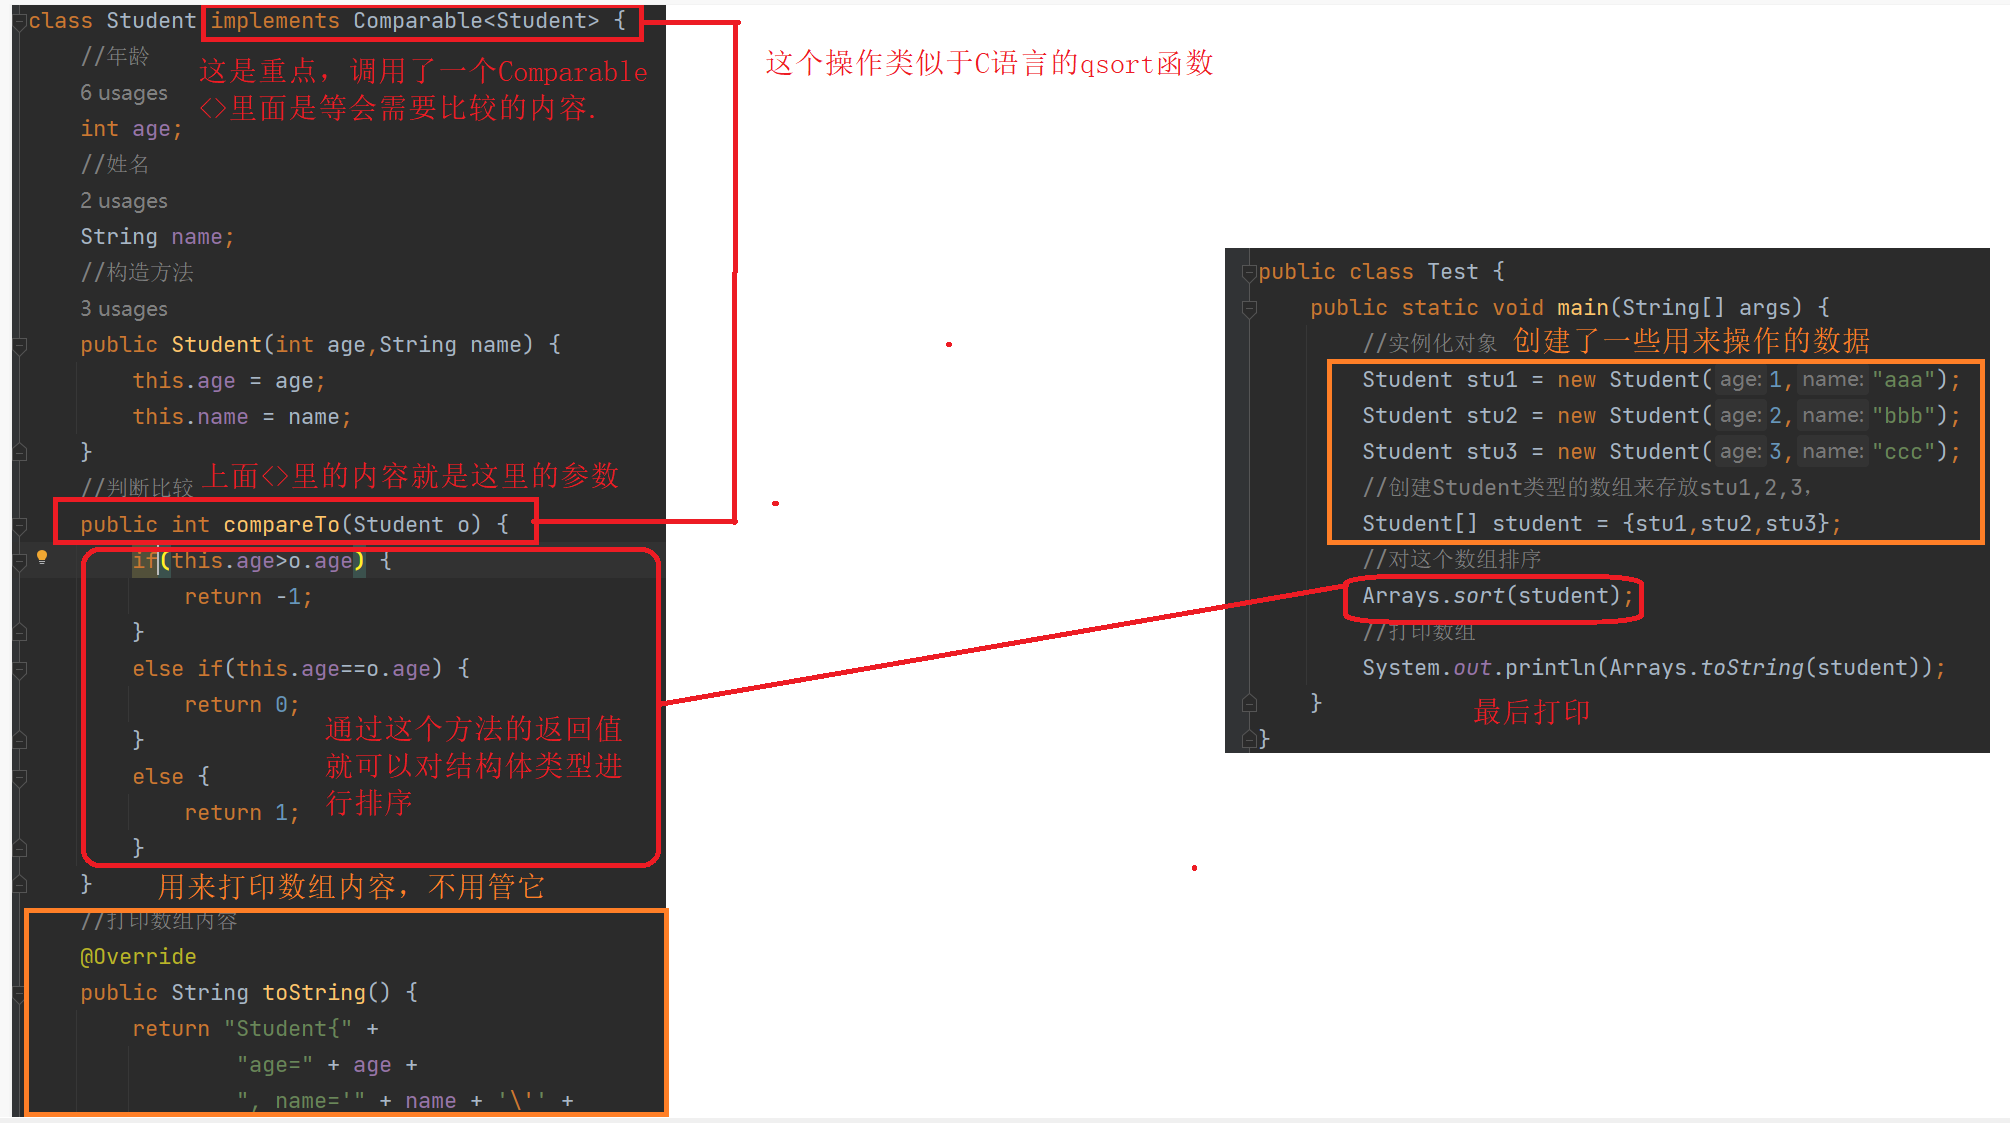 class Student implements Comparable<Student> {
//年龄
这是重点，调用了一个Comparable
6 usages
<>里面是等会需要比较的内容.
int age;
//姓名
2 usages
String name;
//构造方法
3 usages
public Student(int age,String name) {
this.age = age;
this.name = name;
}
上面<>里的内容就是这里的参数
//判断比较
public int compareTo(Student o) {
if(this.age>o.age) {
return -1;
}
else if(this.age==o.age) {
return 0;
}
通过这个方法的返回值
就可以对结构体类型进
行排序
else {
return 1;
}
}
用来打印数组内容，不用管它
//打印数组内容
@Override
public String toString() {
return "Student{" +
"age=" + age +
", name='" + name + '\'' +
这个操作类似于C语言的qsort函数
public class Test {
public static void main(String[] args) {
//实例化对象 创建了一些用来操作的数据
Student stu1 = new Student( age: 1, name: "aaa");
Student stu2 = new Student( age: 2, name: "bbb");
Student stu3 = new Student( age: 3, name: "ccc");
//创建Student类型的数组来存放stu1,2,3，
Student[] student = {stu1,stu2,stu3};
//对这个数组排序
Arrays.sort(student);
//打印数组
System.out.println(Arrays.toString(student));
}
最后打印
}